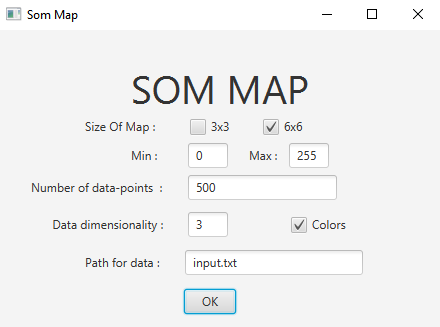 Som Map
SOM MAP
Size Of Map : 3x3 6x6
Min : 0 Max : 255
Number of data-points : 500
Data dimensionality : 3 Colors
Path for data : input.txt
OK